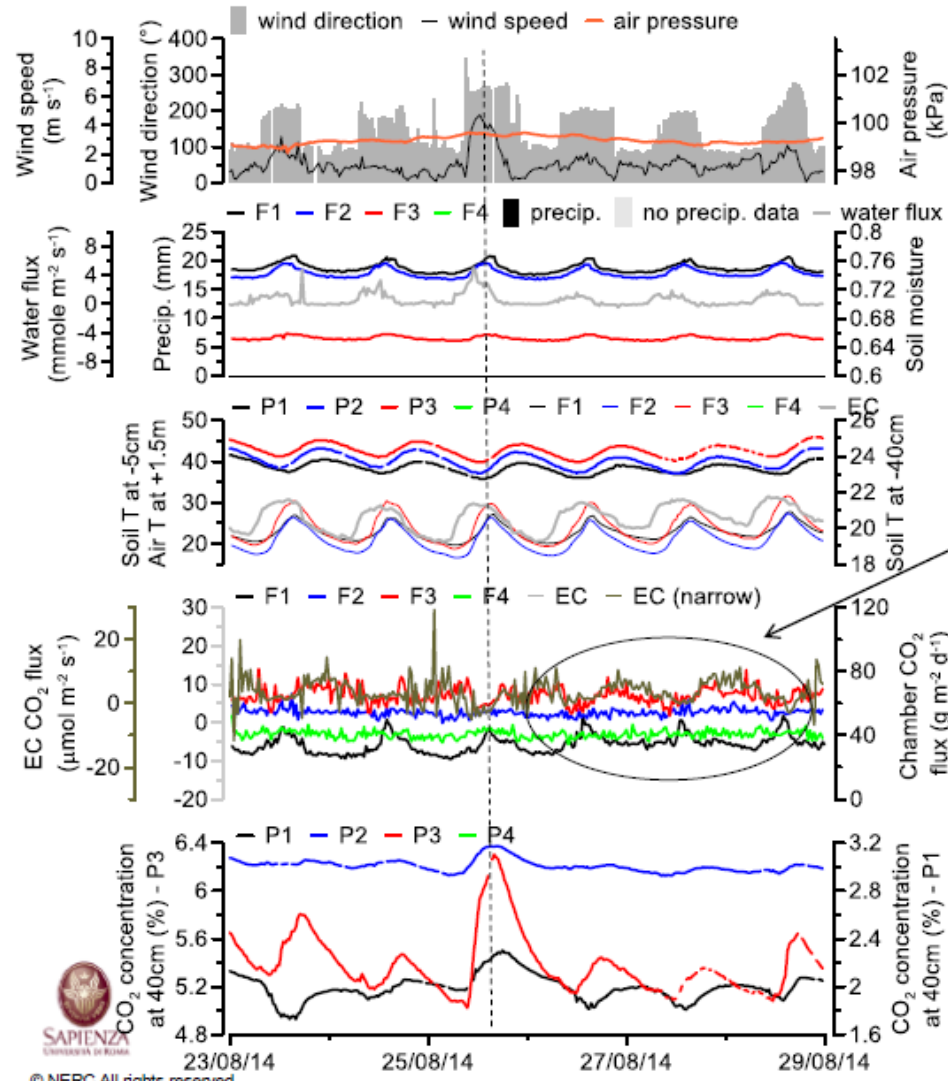 wind direction — wind speed — air pressure
Wind speed
(m s⁻¹)
10
8
6
4
2
0
Wind direction (°)
400
300
200
100
0
102
100
98
Air pressure
(kPa)
F1 F2 F3 F4 precip. no precip. data water flux
Water flux
(mmole m⁻² s⁻¹)
8
4
0
-4
-8
Precip. (mm)
25
20
15
10
5
0
0.8
0.76
0.72
0.68
0.64
0.6
Soil moisture
P1 P2 P3 P4 F1 F2 F3 F4 EC
Soil T at -5cm
Air T at +1.5m
50
40
30
20
26
24
22
20
18
Soil T at -40cm
F1 F2 F3 F4 EC EC (narrow)
EC CO₂ flux
(µmol m⁻² s⁻¹)
20
0
-20
30
20
10
0
-10
-20
120
80
40
0
Chamber CO₂
flux (g m⁻² d⁻¹)
P1 P2 P3 P4
CO₂ concentration
at 40cm (%) - P3
6.4
6
5.6
5.2
4.8
3.2
2.8
2.4
2
1.6
CO₂ concentration
at 40cm (%) - P1
23/08/14 25/08/14 27/08/14 29/08/14
SAPIENZA
UNIVERSITÀ DI ROMA
© NERC All rights reserved